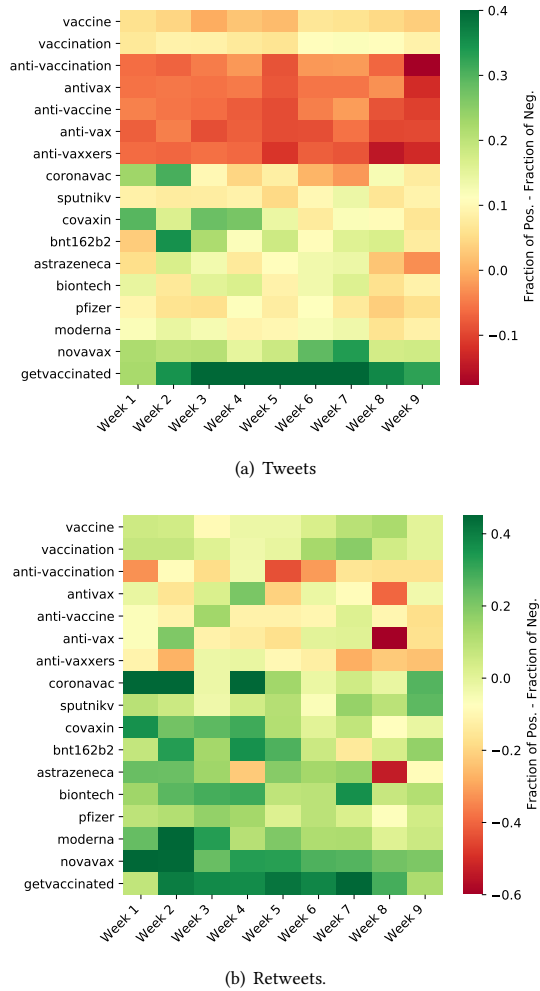 vaccine
vaccination
anti-vaccination
antivax
anti-vaccine
anti-vax
anti-vaxxers
coronavac
sputnikv
covaxin
bnt162b2
astrazeneca
biontech
pfizer
moderna
novavax
getvaccinated
Week 1 Week 2 Week 3 Week 4 Week 5 Week 6 Week 7 Week 8 Week 9
0.4
0.3
0.2
0.1
0.0
−0.1
Fraction of Pos. - Fraction of Neg.
(a) Tweets
vaccine
vaccination
anti-vaccination
antivax
anti-vaccine
anti-vax
anti-vaxxers
coronavac
sputnikv
covaxin
bnt162b2
astrazeneca
biontech
pfizer
moderna
novavax
getvaccinated
Week 1 Week 2 Week 3 Week 4 Week 5 Week 6 Week 7 Week 8 Week 9
0.4
0.2
0.0
−0.2
−0.4
−0.6
Fraction of Pos. - Fraction of Neg.
(b) Retweets.